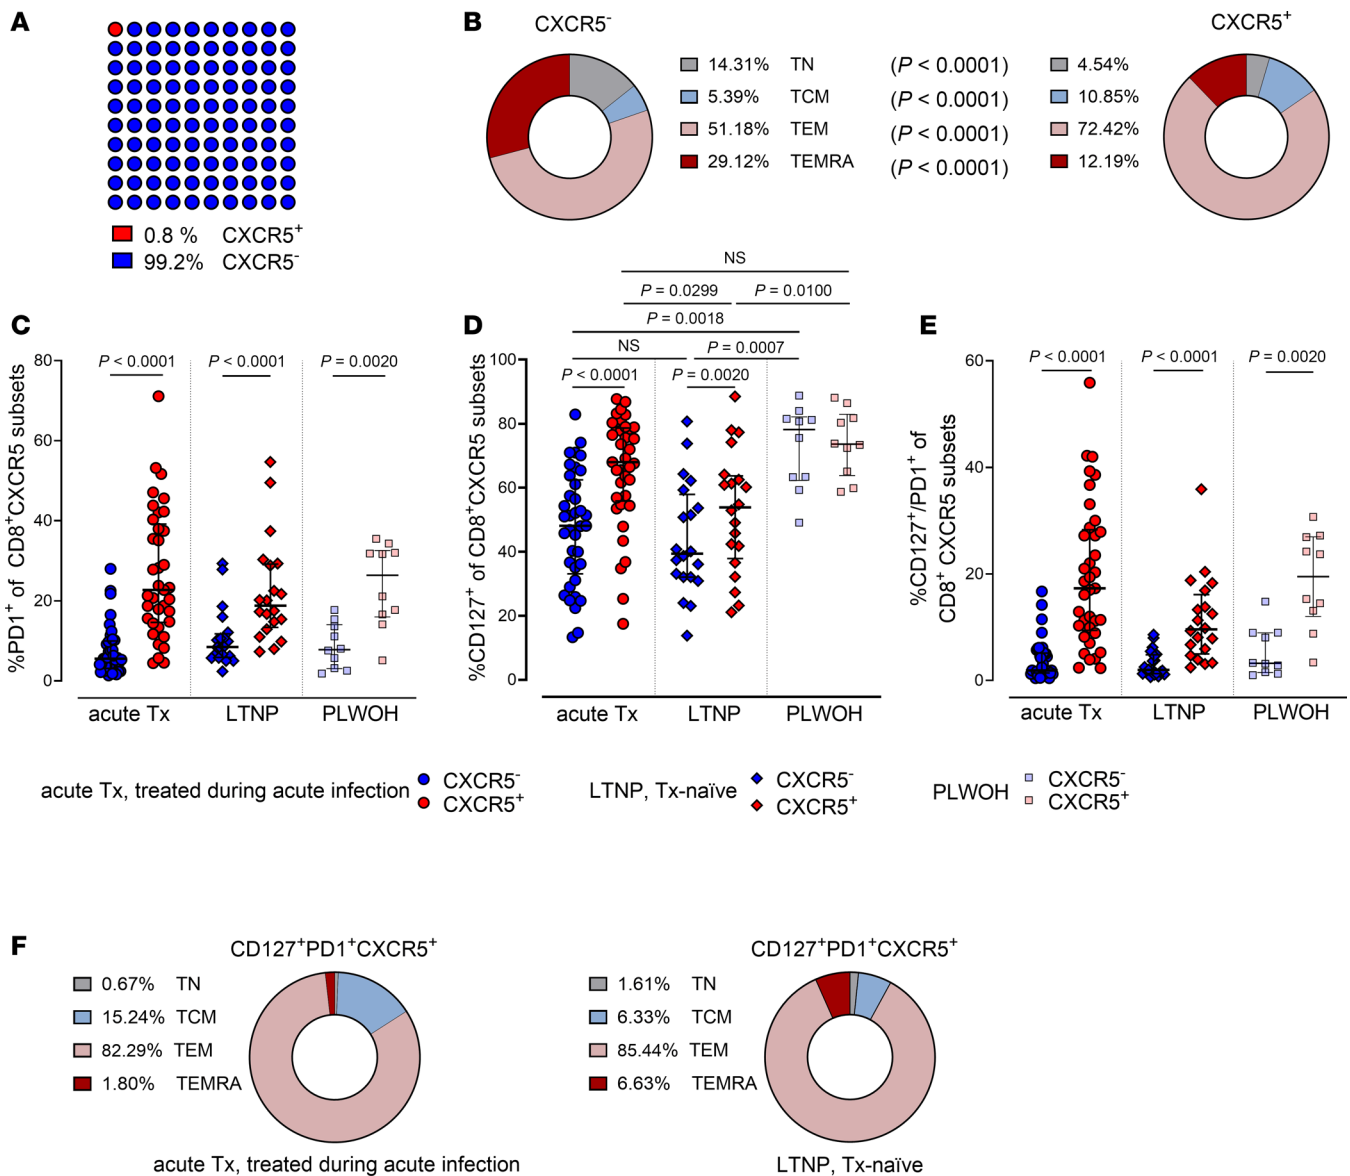 A
0.8 % CXCR5⁺
99.2% CXCR5⁻
B
CXCR5⁻
CXCR5⁺
14.31% TN (P < 0.0001) 4.54%
5.39% TCM (P < 0.0001) 10.85%
51.18% TEM (P < 0.0001) 72.42%
29.12% TEMRA (P < 0.0001) 12.19%
C
%PD1⁺ of CD8⁺CXCR5 subsets
80
60
40
20
0
P < 0.0001
P < 0.0001
P = 0.0020
acute Tx
LTNP
PLWOH
D
%CD127⁺ of CD8⁺CXCR5 subsets
100
80
60
40
20
0
NS
P = 0.0299
P = 0.0100
P = 0.0018
NS
P = 0.0007
P < 0.0001
P = 0.0020
acute Tx
LTNP
PLWOH
E
%CD127⁺/PD1⁺ of
CD8⁺ CXCR5 subsets
60
40
20
0
P < 0.0001
P < 0.0001
P = 0.0020
acute Tx
LTNP
PLWOH
acute Tx, treated during acute infection
CXCR5⁻
CXCR5⁺
LTNP, Tx-naïve
CXCR5⁻
CXCR5⁺
PLWOH
CXCR5⁻
CXCR5⁺
F
CD127⁺PD1⁺CXCR5⁺
0.67% TN
15.24% TCM
82.29% TEM
1.80% TEMRA
acute Tx, treated during acute infection
CD127⁺PD1⁺CXCR5⁺
1.61% TN
6.33% TCM
85.44% TEM
6.63% TEMRA
LTNP, Tx-naïve